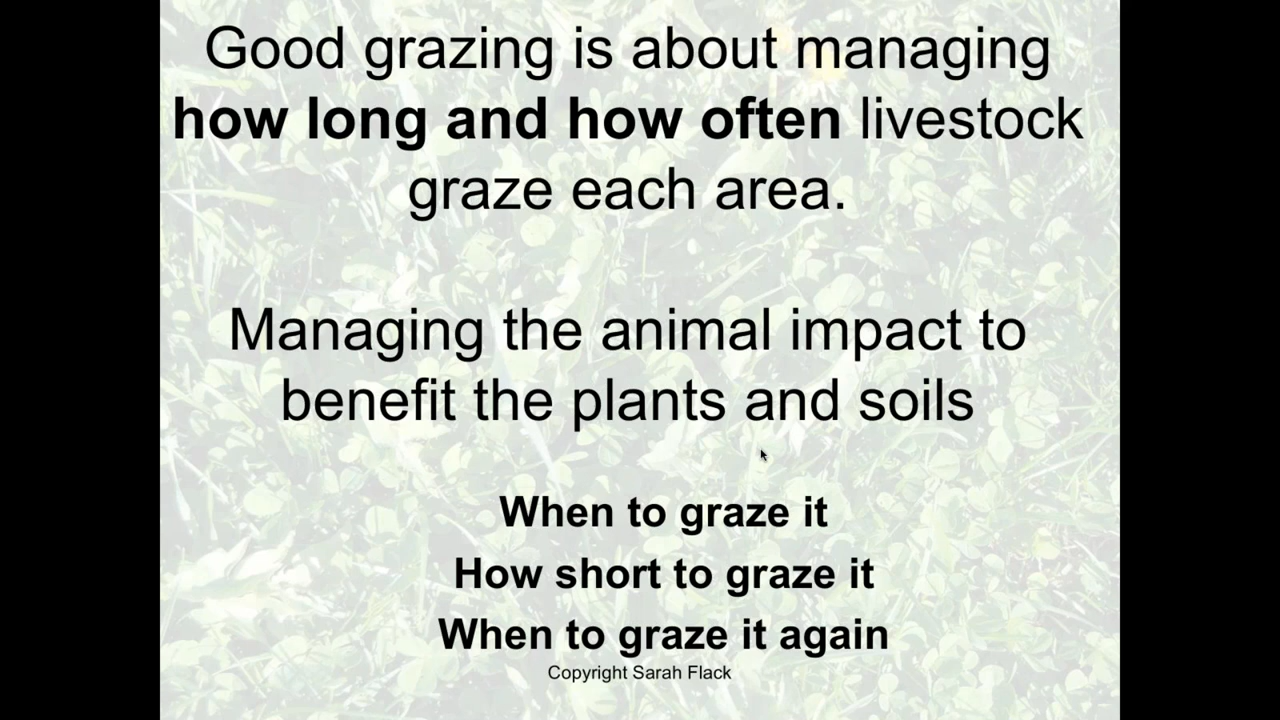 Good grazing is about managing
how long and how often livestock
graze each area.
Managing the animal impact to
benefit the plants and soils
When to graze it
How short to graze it
When to graze it again
Copyright Sarah Flack